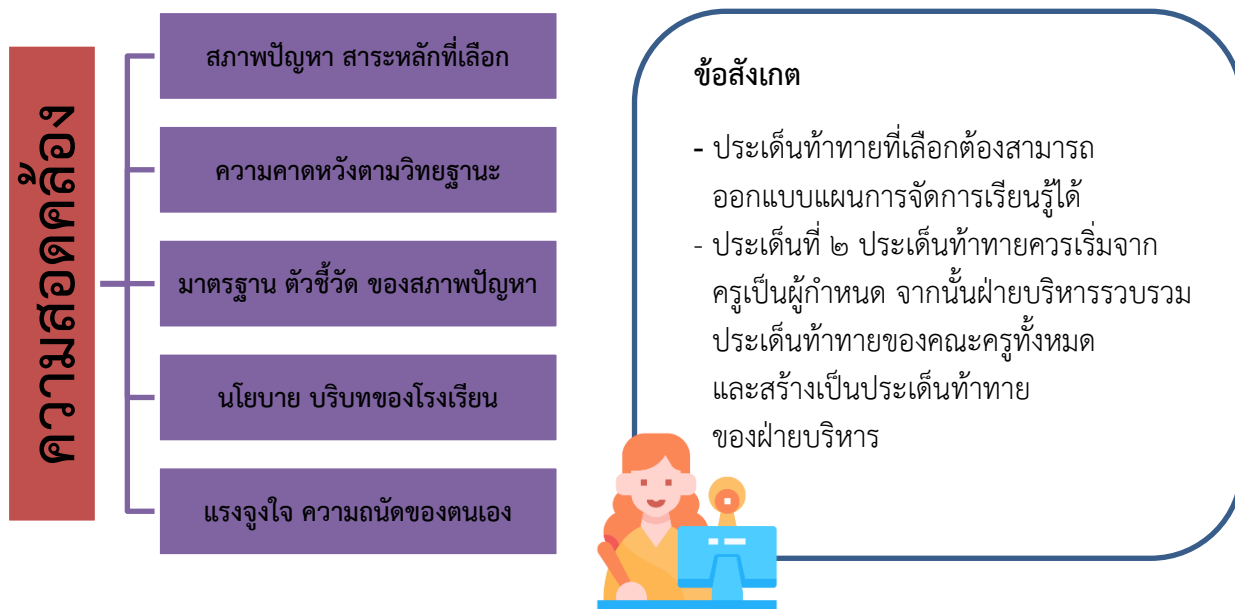 ความสอดคล้อง
สภาพปัญหา สาระหลักที่เลือก
ความคาดหวังตามวิทยฐานะ
มาตรฐาน ตัวชี้วัด ของสภาพปัญหา
นโยบาย บริบทของโรงเรียน
แรงจูงใจ ความถนัดของตนเอง
ข้อสังเกต
- ประเด็นท้าทายที่เลือกต้องสามารถ
ออกแบบแผนการจัดการเรียนรู้ได้
- ประเด็นที่ ๒ ประเด็นท้าทายควรเริ่มจาก
ครูเป็นผู้กำหนด จากนั้นฝ่ายบริหารรวบรวม
ประเด็นท้าทายของคณะครูทั้งหมด
และสร้างเป็นประเด็นท้าทาย
ของฝ่ายบริหาร